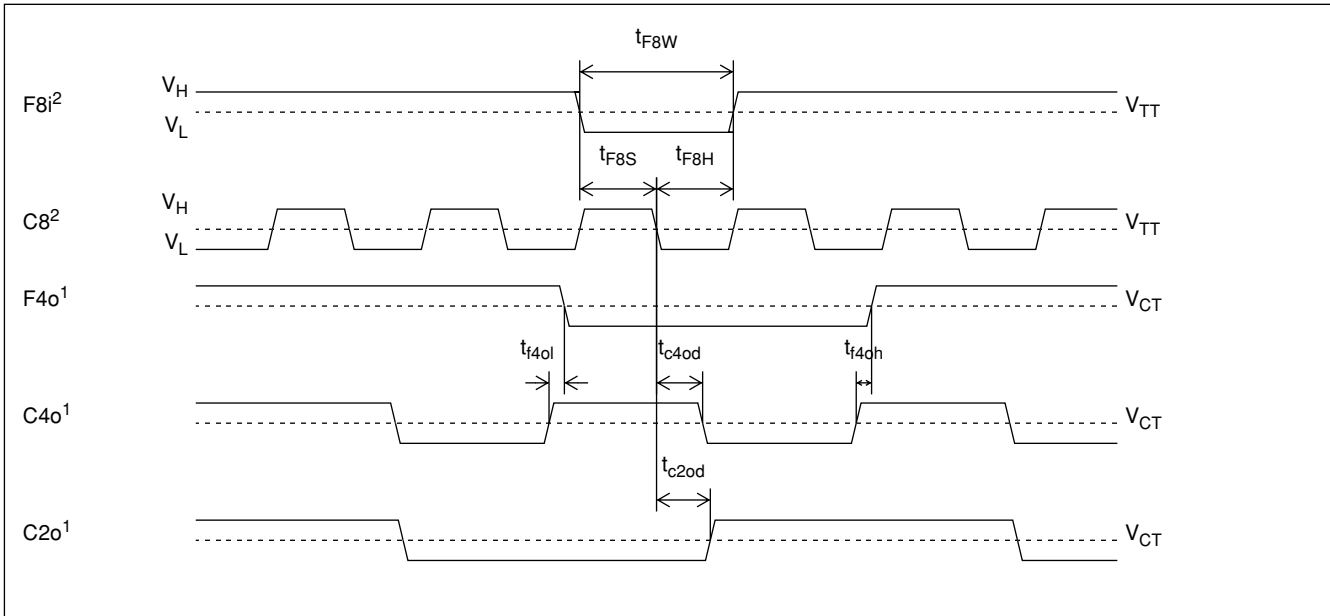 tF8W
VH
F8i²
VTT
VL
tF8S tF8H
VH
C8²
VTT
VL
F4o¹
VCT
tf4ol tc4od tf4oh
C4o¹
VCT
tc2od
C2o¹
VCT